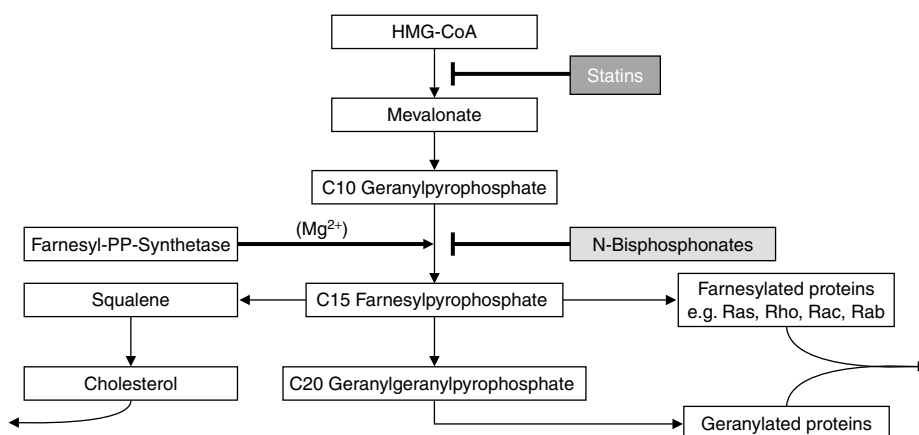 HMG-CoA
Statins
Mevalonate
C10 Geranylpyrophosphate
(Mg²⁺)
Farnesyl-PP-Synthetase
N-Bisphosphonates
Squalene
C15 Farnesylpyrophosphate
Farnesylated proteins
e.g. Ras, Rho, Rac, Rab
Cholesterol
C20 Geranylgeranylpyrophosphate
Geranylated proteins